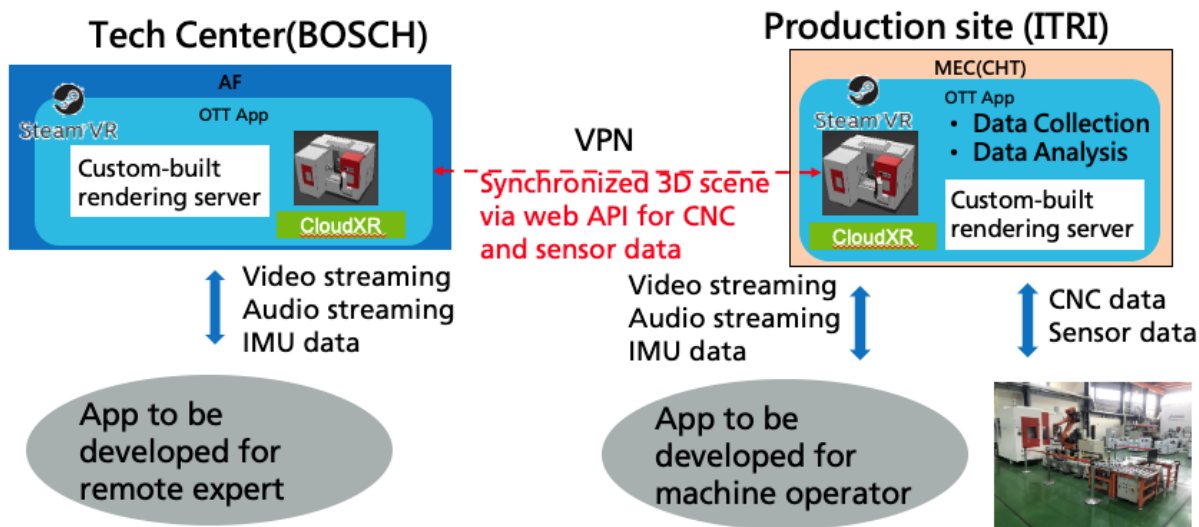 Tech Center(BOSCH)
AF
OTT App
Steam®VR
Custom-built
rendering server
CloudXR
Video streaming
Audio streaming
IMU data
App to be
developed for
remote expert
VPN
Synchronized 3D scene
via web API for CNC
and sensor data
Production site (ITRI)
MEC(CHT)
OTT App
Steam®VR
• Data Collection
• Data Analysis
Custom-built
rendering server
CloudXR
Video streaming
Audio streaming
IMU data
CNC data
Sensor data
App to be
developed for
machine operator